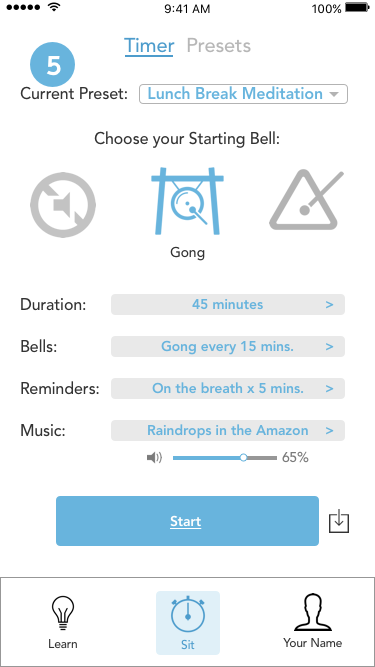 9:41 AM
100%
Timer Presets
5
Current Preset: Lunch Break Meditation
Choose your Starting Bell:
Gong
Duration: 45 minutes >
Bells: Gong every 15 mins. >
Reminders: On the breath x 5 mins. >
Music: Raindrops in the Amazon >
65%
Start
Learn
Sit
Your Name